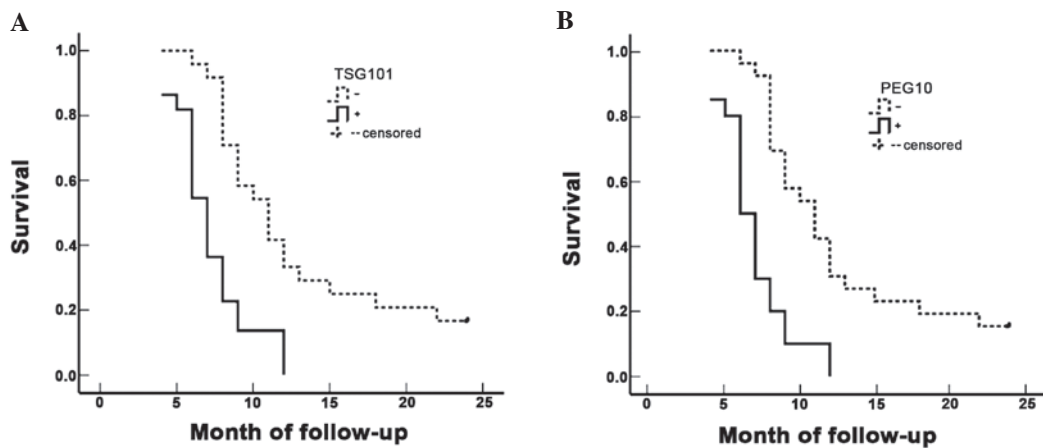 A
TSG101
–
+
--censored
Survival
1.0
0.8
0.6
0.4
0.2
0.0
0 5 10 15 20 25
Month of follow-up
B
PEG10
–
+
--censored
Survival
1.0
0.8
0.6
0.4
0.2
0.0
0 5 10 15 20 25
Month of follow-up